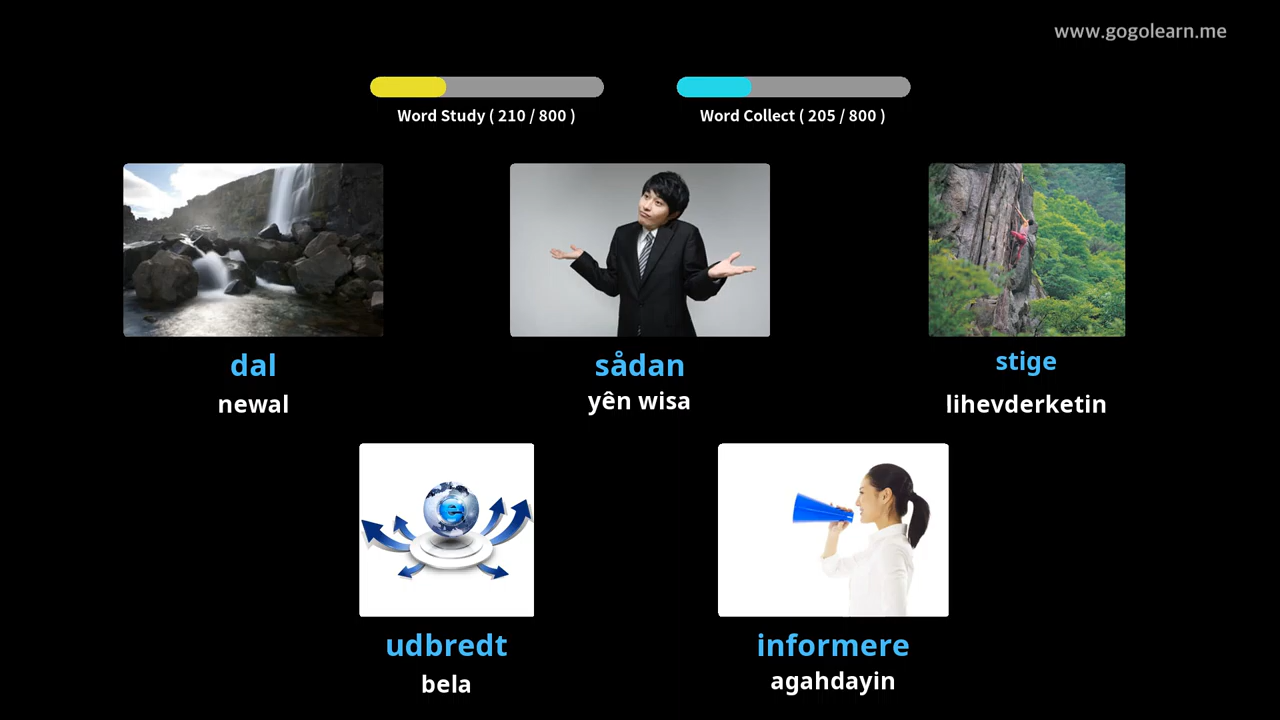 www.gogolearn.me
Word Study ( 210 / 800 )
Word Collect ( 205 / 800 )
dal
newal
sådan
yên wisa
stige
lihevderketin
udbredt
bela
informere
agahdayin